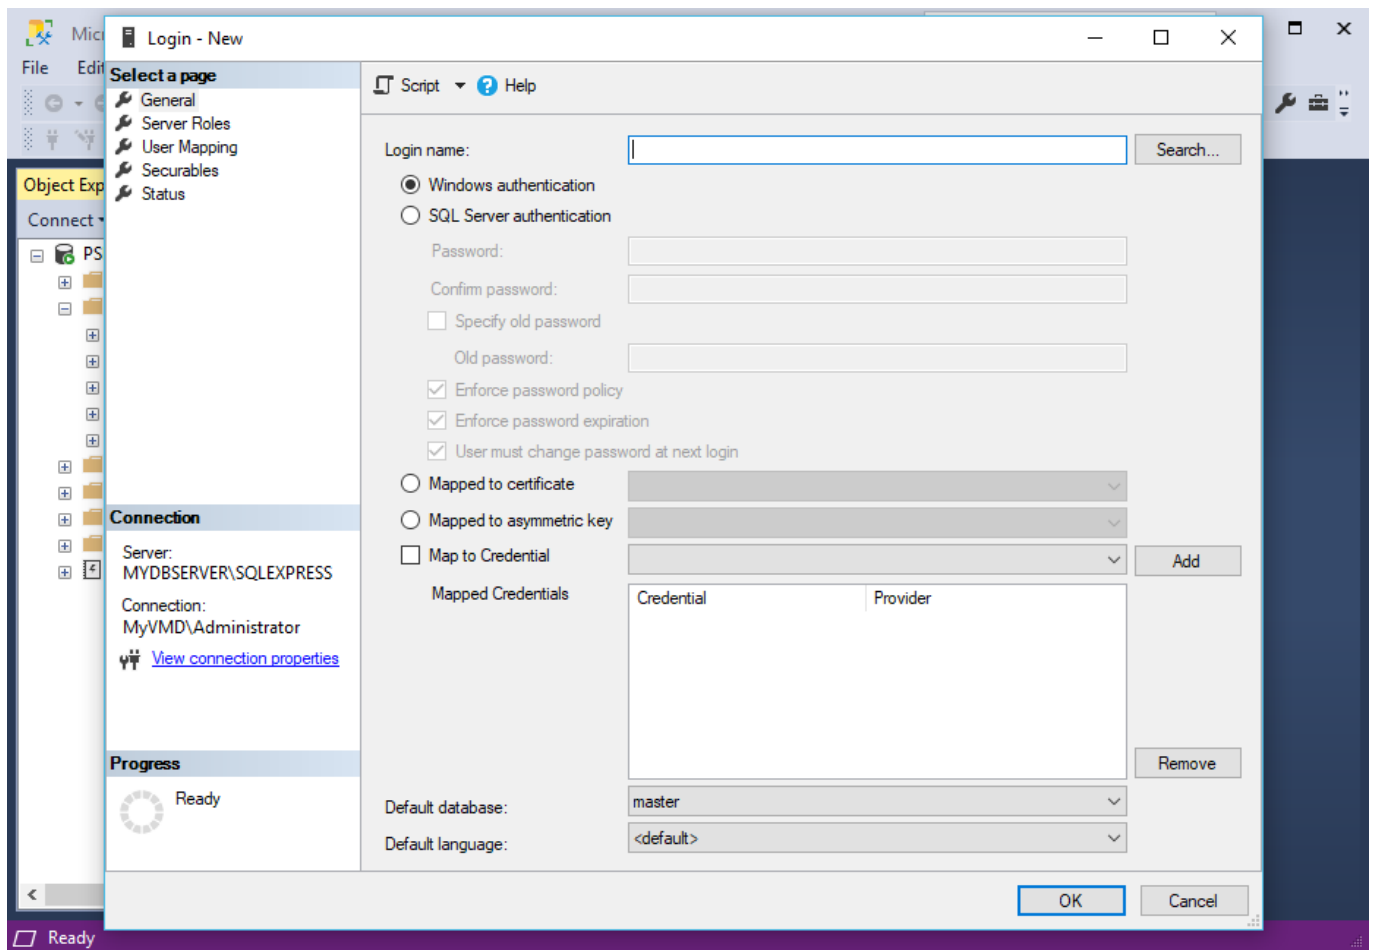 Login - New
File
Select a page
General
Server Roles
User Mapping
Securables
Status
Script
Help
Object Exp
Connect
PS
Login name:
Search...
Windows authentication
SQL Server authentication
Password:
Confirm password:
Specify old password
Old password:
Enforce password policy
Enforce password expiration
User must change password at next login
Mapped to certificate
Mapped to asymmetric key
Map to Credential
Add
Mapped Credentials
Credential
Provider
Remove
Default database:
master
Default language:
<default>
Connection
Server:
MYDBSERVER\SQLEXPRESS
Connection:
MyVMD\Administrator
View connection properties
Progress
Ready
OK
Cancel
Ready